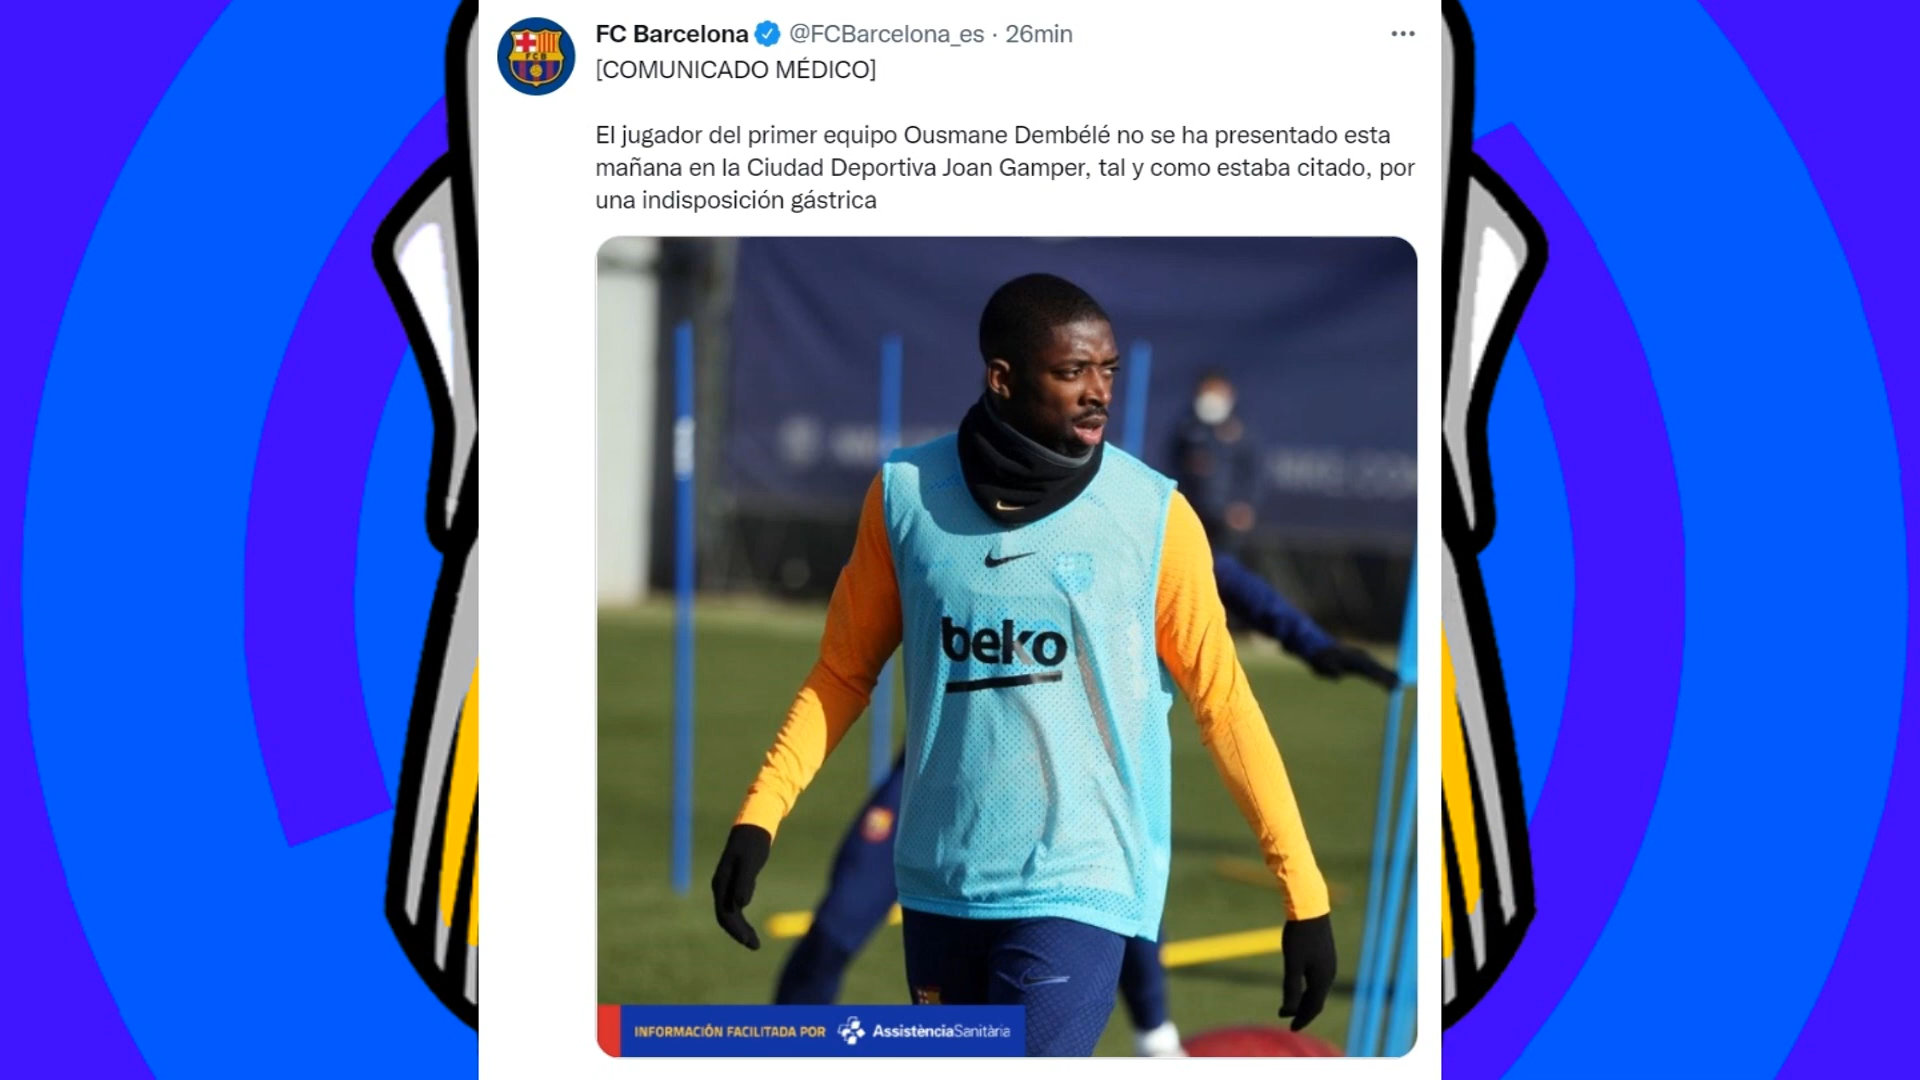 FC Barcelona @FCBarcelona_es · 26min
[COMUNICADO MÉDICO]
El jugador del primer equipo Ousmane Dembélé no se ha presentado esta
mañana en la Ciudad Deportiva Joan Gamper, tal y como estaba citado, por
una indisposición gástrica
beko
INFORMACIÓN FACILITADA POR AssistènciaSanitària